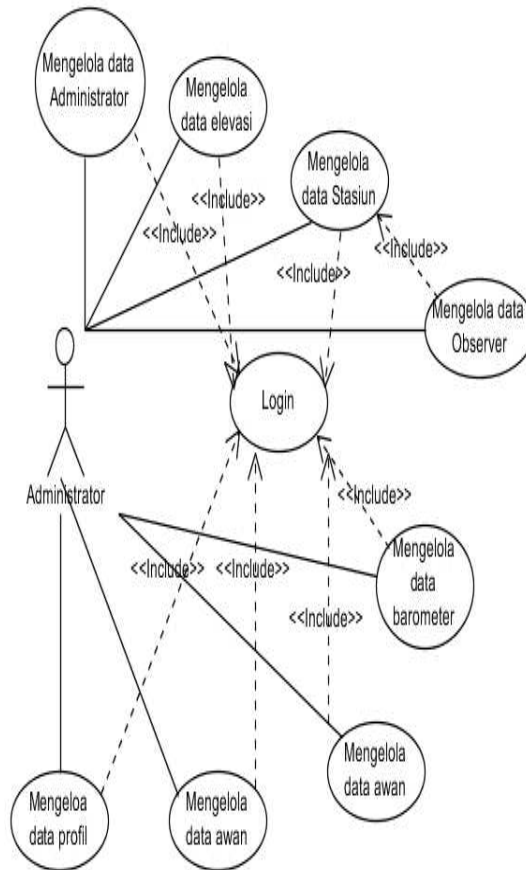 Mengelola data
Administrator
Mengelola
data elevasi
Mengelola
data Stasiun
<<Include>>
<<Include>>
<<Include>>
<<Include>>
Mengelola data
Observer
Login
Administrator
<<Include>>
<<Include>>
<<Include>>
<<Include>>
Mengelola
data
barometer
Mengeloa
data profil
Mengelola
data awan
Mengelola
data awan